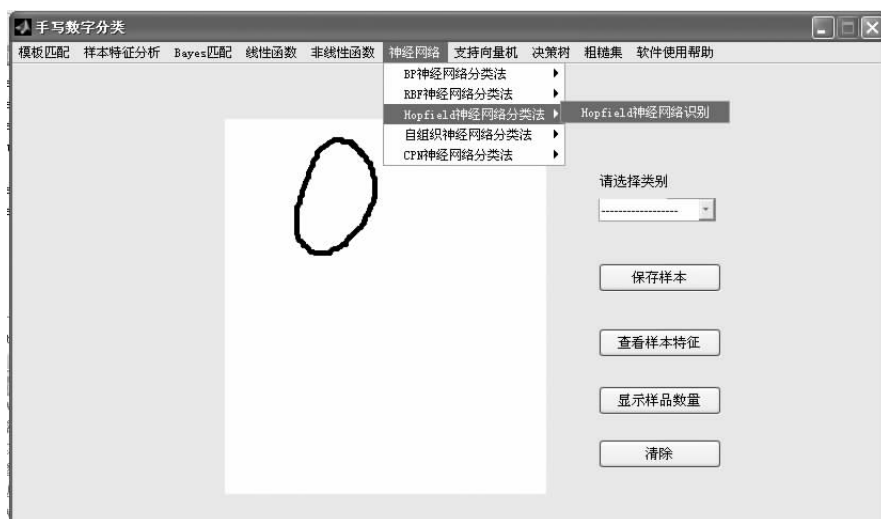 手写数字分类
模板匹配 样本特征分析 Bayes匹配 线性函数 非线性函数 神经网络 支持向量机 决策树 粗糙集 软件使用帮助
BP神经网络分类法
RBF神经网络分类法
Hopfield神经网络分类法 Hopfield神经网络识别
自组织神经网络分类法
CPN神经网络分类法
请选择类别
------------------
保存样本
查看样本特征
显示样品数量
清除